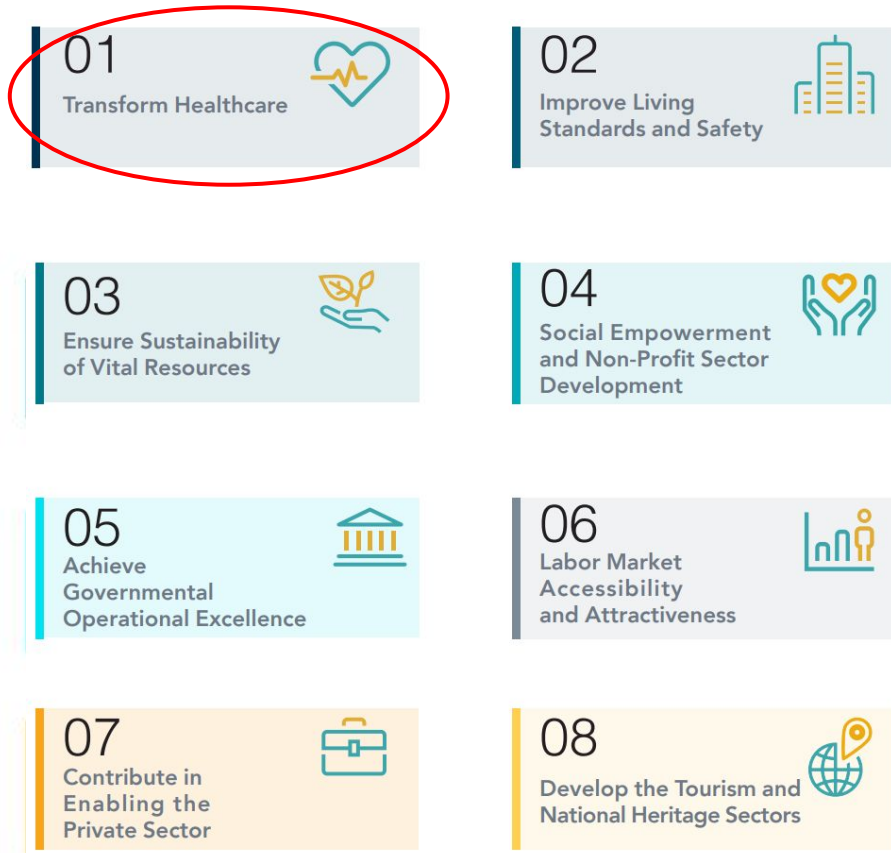 01
Transform Healthcare
02
Improve Living
Standards and Safety
03
Ensure Sustainability
of Vital Resources
04
Social Empowerment
and Non-Profit Sector
Development
05
Achieve
Governmental
Operational Excellence
06
Labor Market
Accessibility
and Attractiveness
07
Contribute in
Enabling the
Private Sector
08
Develop the Tourism and
National Heritage Sectors